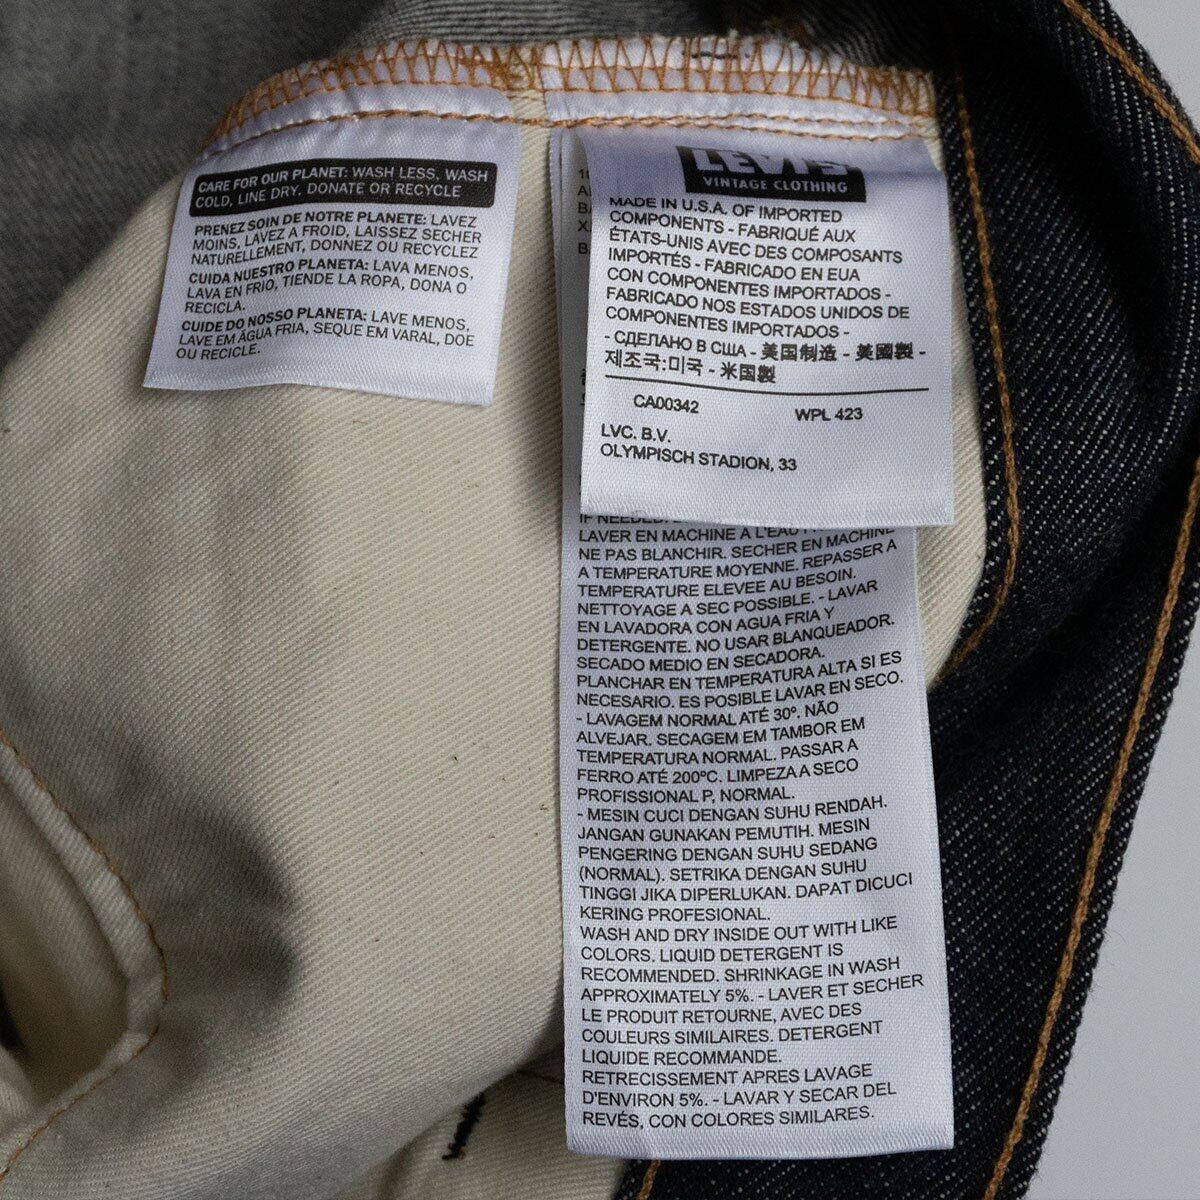 CARE FOR OUR PLANET: WASH LESS, WASH
COLD, LINE DRY, DONATE OR RECYCLE
PRENEZ SOIN DE NOTRE PLANETE: LAVEZ
MOINS, LAVEZ A FROID, LAISSEZ SECHER
NATURELLEMENT, DONNEZ OU RECYCLEZ
CUIDA NUESTRO PLANETA: LAVA MENOS,
LAVA EN FRIO, TIENDE LA ROPA, DONA O
RECICLA.
CUIDE DO NOSSO PLANETA: LAVE MENOS,
LAVE EM ÁGUA FRIA, SEQUE EM VARAL, DOE
OU RECICLE.
LEVI'S
VINTAGE CLOTHING
MADE IN U.S.A. OF IMPORTED
COMPONENTS - FABRIQUÉ AUX
ÉTATS-UNIS AVEC DES COMPOSANTS
IMPORTÉS - FABRICADO EN EUA
CON COMPONENTES IMPORTADOS -
FABRICADO NOS ESTADOS UNIDOS DE
COMPONENTES IMPORTADOS -
- СДЕЛАНО В США - 美国制造 - 美國製 -
제조국:미국 - 米国製
CA00342 WPL 423
LVC. B.V.
OLYMPISCH STADION, 33
IF NEEDED.
LAVER EN MACHINE A L'EAU
NE PAS BLANCHIR. SECHER EN MACHINE
A TEMPERATURE MOYENNE. REPASSER A
TEMPERATURE ELEVEE AU BESOIN.
NETTOYAGE A SEC POSSIBLE. - LAVAR
EN LAVADORA CON AGUA FRIA Y
DETERGENTE. NO USAR BLANQUEADOR.
SECADO MEDIO EN SECADORA.
PLANCHAR EN TEMPERATURA ALTA SI ES
NECESARIO. ES POSIBLE LAVAR EN SECO.
- LAVAGEM NORMAL ATÉ 30º. NÃO
ALVEJAR. SECAGEM EM TAMBOR EM
TEMPERATURA NORMAL. PASSAR A
FERRO ATÉ 200ºC. LIMPEZA A SECO
PROFISSIONAL P, NORMAL.
- MESIN CUCI DENGAN SUHU RENDAH.
JANGAN GUNAKAN PEMUTIH. MESIN
PENGERING DENGAN SUHU SEDANG
(NORMAL). SETRIKA DENGAN SUHU
TINGGI JIKA DIPERLUKAN. DAPAT DICUCI
KERING PROFESIONAL.
WASH AND DRY INSIDE OUT WITH LIKE
COLORS. LIQUID DETERGENT IS
RECOMMENDED. SHRINKAGE IN WASH
APPROXIMATELY 5%. - LAVER ET SECHER
LE PRODUIT RETOURNE, AVEC DES
COULEURS SIMILAIRES. DETERGENT
LIQUIDE RECOMMANDE.
RETRECISSEMENT APRES LAVAGE
D'ENVIRON 5%. - LAVAR Y SECAR DEL
REVÉS, CON COLORES SIMILARES.